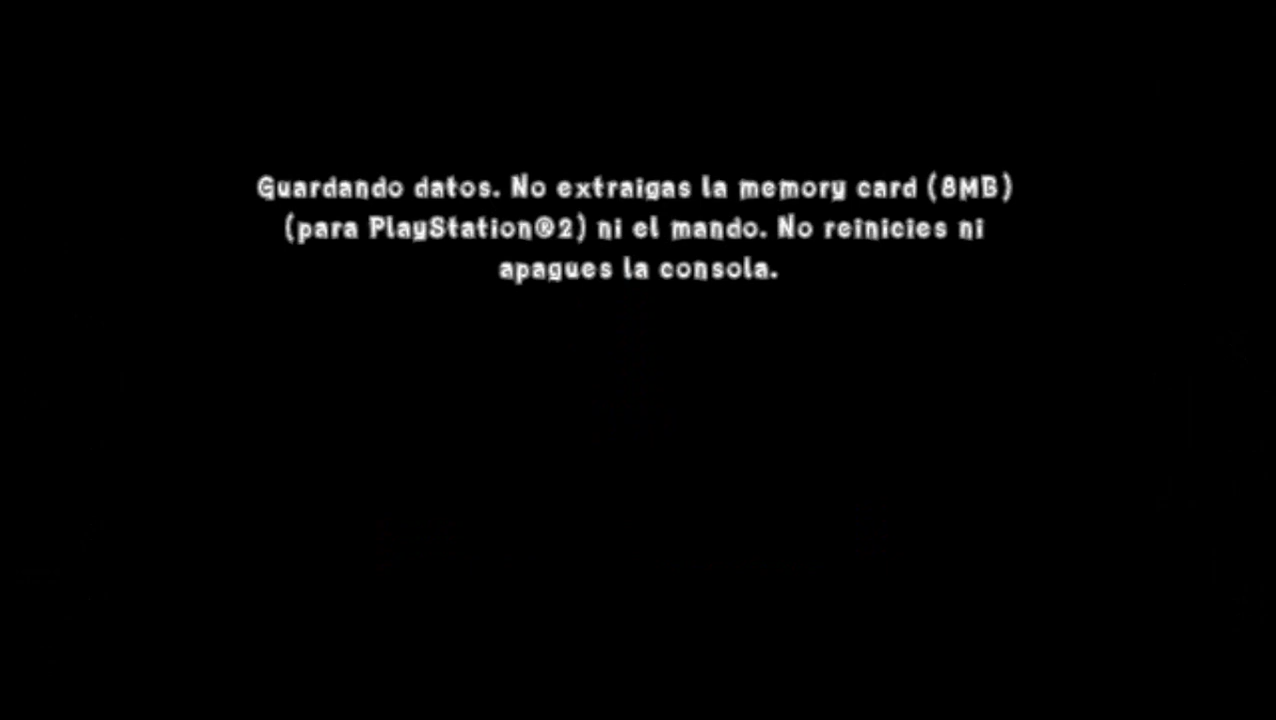 Guardando datos. No extraigas la memory card (8MB)
(para PlayStation®2) ni el mando. No reinicies ni
apagues la consola.